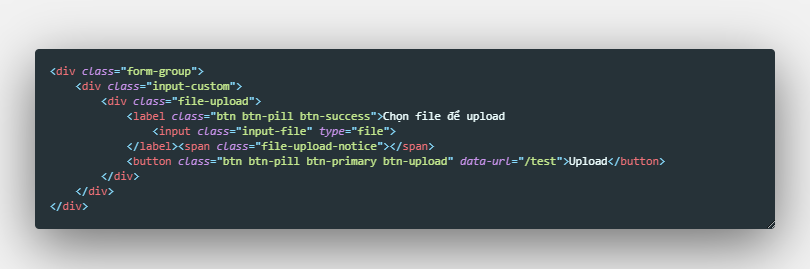 <div class="form-group">
<div class="input-custom">
<div class="file-upload">
<label class="btn btn-pill btn-success">Chọn file để upload
<input class="input-file" type="file">
</label><span class="file-upload-notice"></span>
<button class="btn btn-pill btn-primary btn-upload" data-url="/test">Upload</button>
</div>
</div>
</div>